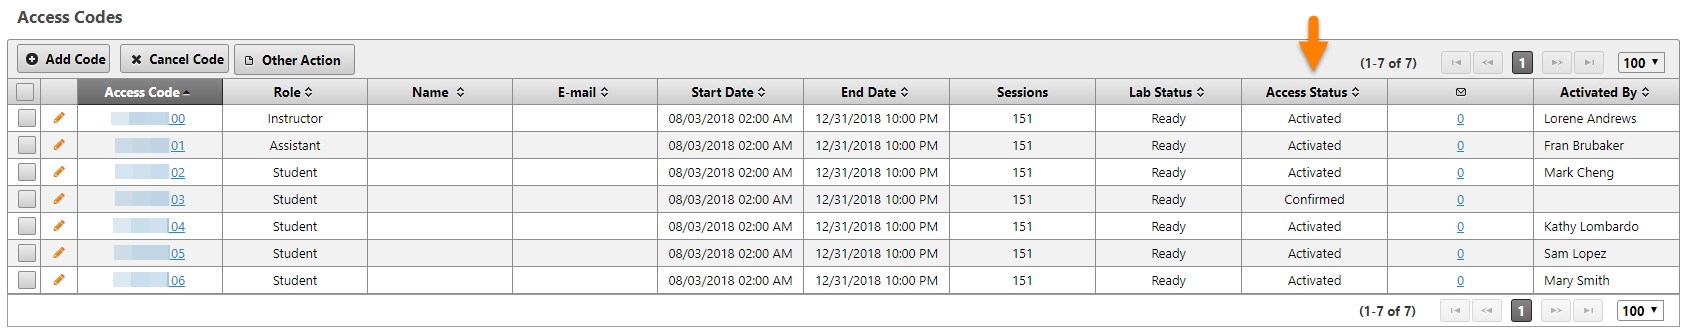 Access Codes
Add Code Cancel Code Other Action (1-7 of 7) 1 100
Access Code Role Name E-mail Start Date End Date Sessions Lab Status Access Status Activated By
00 Instructor 08/03/2018 02:00 AM 12/31/2018 10:00 PM 151 Ready Activated 0 Lorene Andrews
01 Assistant 08/03/2018 02:00 AM 12/31/2018 10:00 PM 151 Ready Activated 0 Fran Brubaker
02 Student 08/03/2018 02:00 AM 12/31/2018 10:00 PM 151 Ready Activated 0 Mark Cheng
03 Student 08/03/2018 02:00 AM 12/31/2018 10:00 PM 151 Ready Confirmed 0
04 Student 08/03/2018 02:00 AM 12/31/2018 10:00 PM 151 Ready Activated 0 Kathy Lombardo
05 Student 08/03/2018 02:00 AM 12/31/2018 10:00 PM 151 Ready Activated 0 Sam Lopez
06 Student 08/03/2018 02:00 AM 12/31/2018 10:00 PM 151 Ready Activated 0 Mary Smith
(1-7 of 7) 1 100